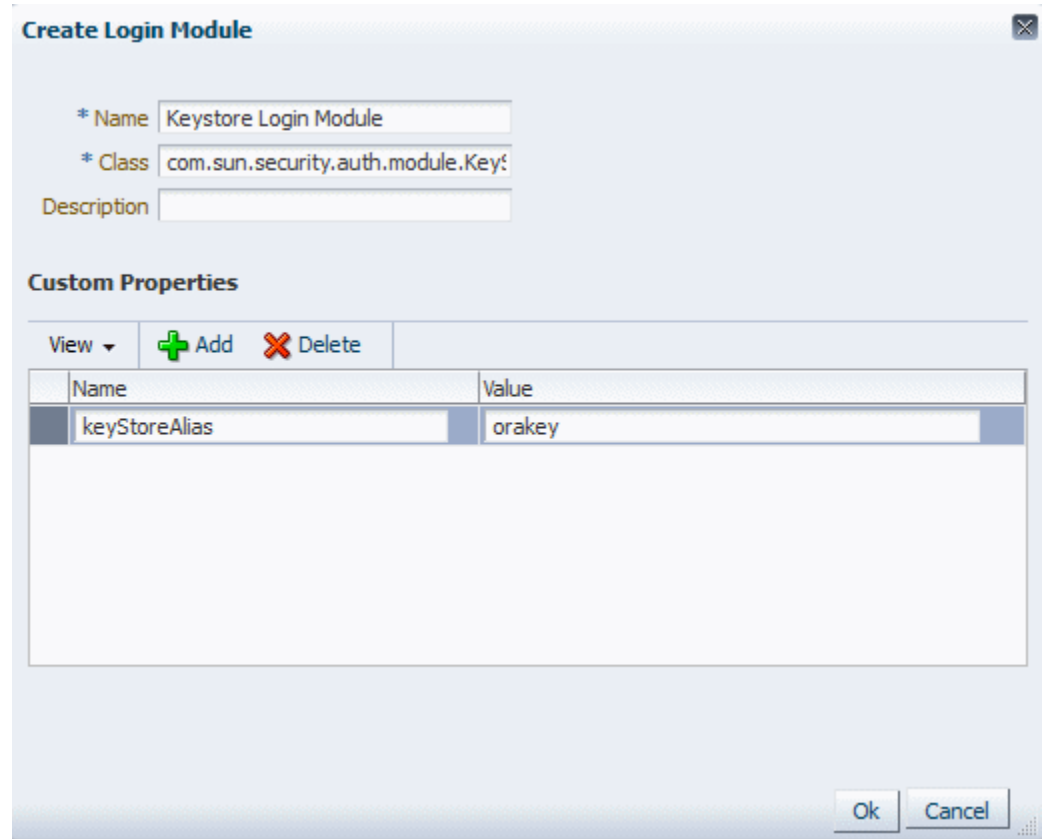 Create Login Module
* Name Keystore Login Module
* Class com.sun.security.auth.module.Key
Description
Custom Properties
View Add Delete
Name Value
keyStoreAlias orakey
Ok Cancel